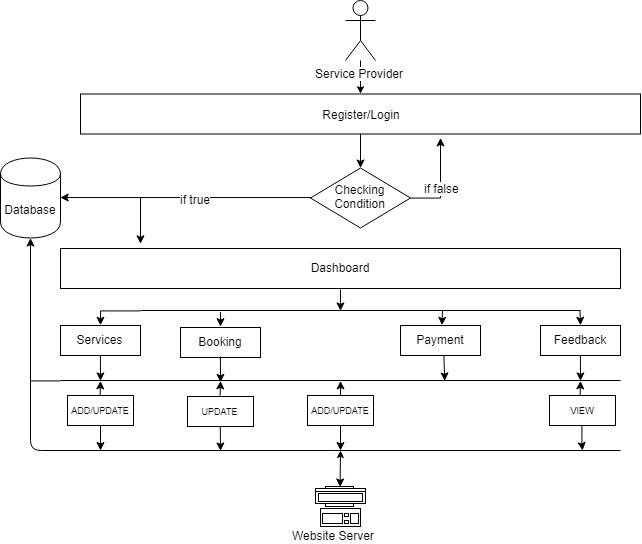 Service Provider
Register/Login
Checking
Condition
if false
if true
Database
Dashboard
Services
Booking
Payment
Feedback
ADD/UPDATE
UPDATE
ADD/UPDATE
VIEW
Website Server